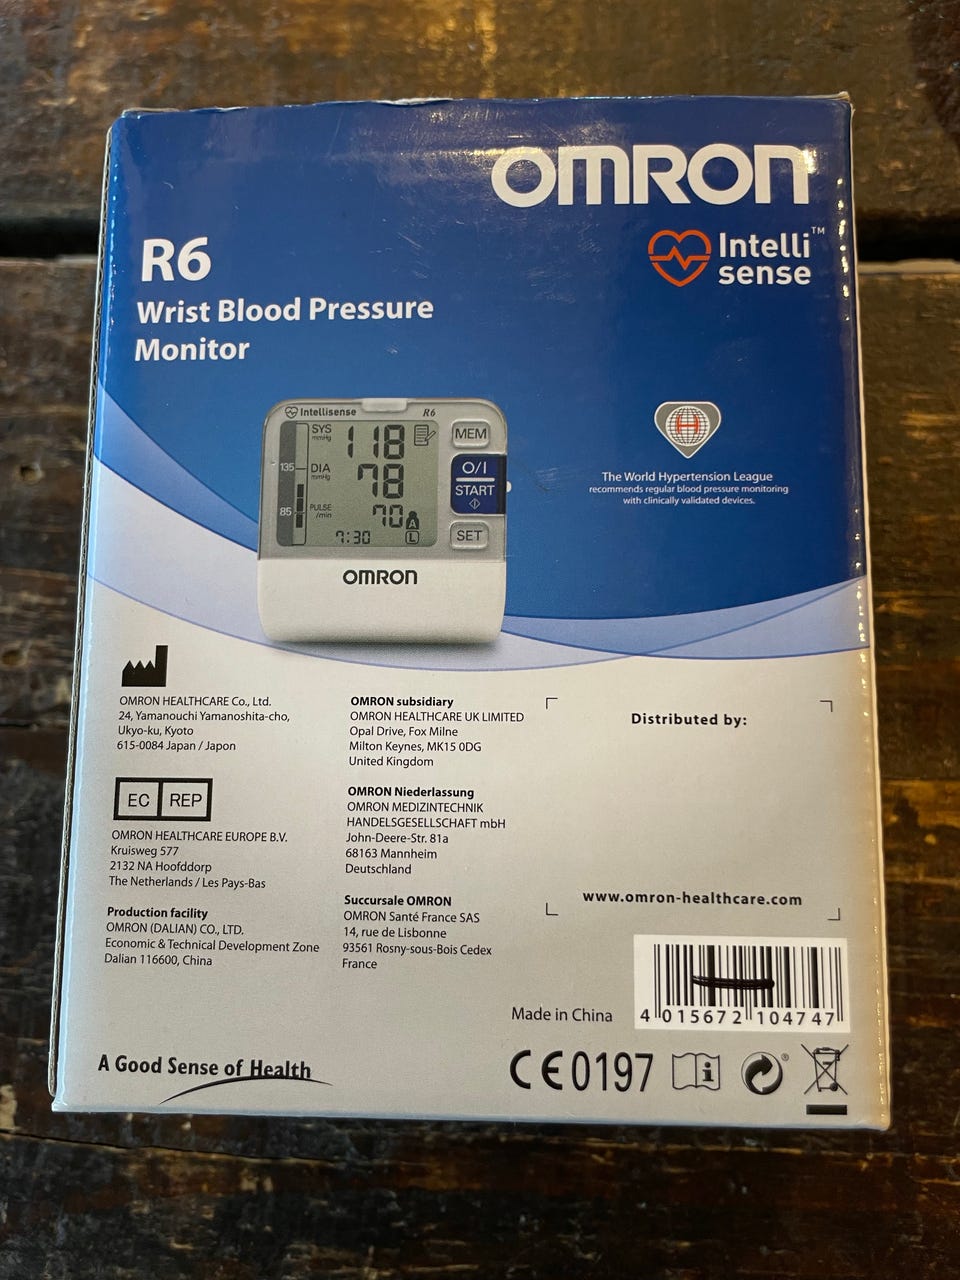 OMRON
Intelli™
sense
R6
Wrist Blood Pressure
Monitor
Intellisense R6
SYS
mmHg
118
MEM
135
DIA
mmHg
78
O/I
START
85
PULSE
/min
70
A
7:30
L
SET
OMRON
H
The World Hypertension League
recommends regular blood pressure monitoring
with clinically validated devices.
OMRON HEALTHCARE Co., Ltd.
24, Yamanouchi Yamanoshita-cho,
Ukyo-ku, Kyoto
615-0084 Japan / Japon
EC REP
OMRON HEALTHCARE EUROPE B.V.
Kruisweg 577
2132 NA Hoofddorp
The Netherlands / Les Pays-Bas
Production facility
OMRON (DALIAN) CO., LTD.
Economic & Technical Development Zone
Dalian 116600, China
OMRON subsidiary
OMRON HEALTHCARE UK LIMITED
Opal Drive, Fox Milne
Milton Keynes, MK15 0DG
United Kingdom
OMRON Niederlassung
OMRON MEDIZINTECHNIK
HANDELSGESELLSCHAFT mbH
John-Deere-Str. 81a
68163 Mannheim
Deutschland
Succursale OMRON
OMRON Santé France SAS
14, rue de Lisbonne
93561 Rosny-sous-Bois Cedex
France
Distributed by:
www.omron-healthcare.com
Made in China
4 015672 104747
A Good Sense of Health
CE0197
i
®